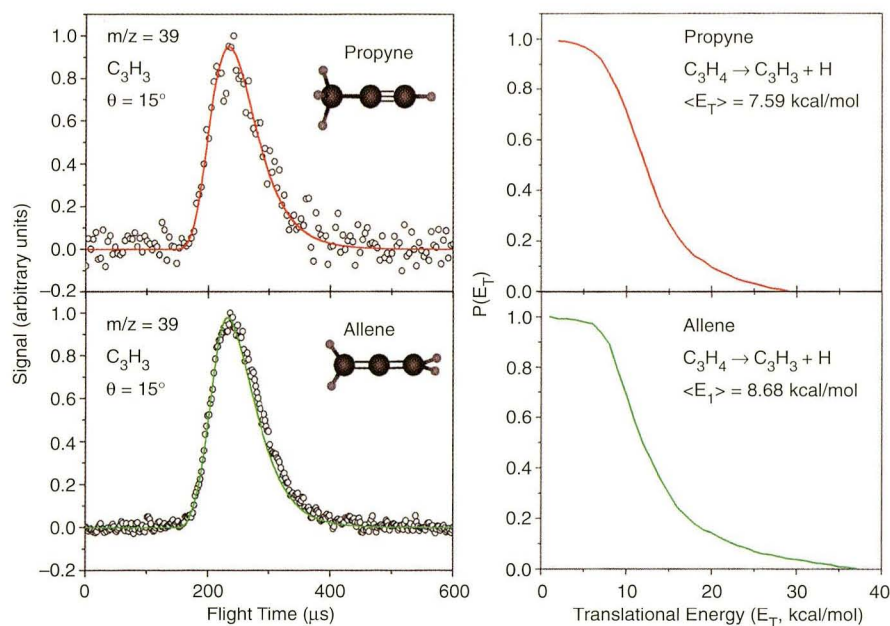 Signal (arbitrary units)
1.0
0.8
0.6
0.4
0.2
0.0
−0.2
m/z = 39
C₃H₃
θ = 15°
Propyne
1.0
0.8
0.6
0.4
0.2
0.0
−0.2
m/z = 39
C₃H₃
θ = 15°
Allene
0
200
400
600
Flight Time (μs)
P(E_T)
1.0
0.8
0.6
0.4
0.2
0.0
Propyne
C₃H₄ → C₃H₃ + H
<E_T> = 7.59 kcal/mol
1.0
0.8
0.6
0.4
0.2
0.0
Allene
C₃H₄ → C₃H₃ + H
<E₁> = 8.68 kcal/mol
0
10
20
30
40
Translational Energy (E_T, kcal/mol)